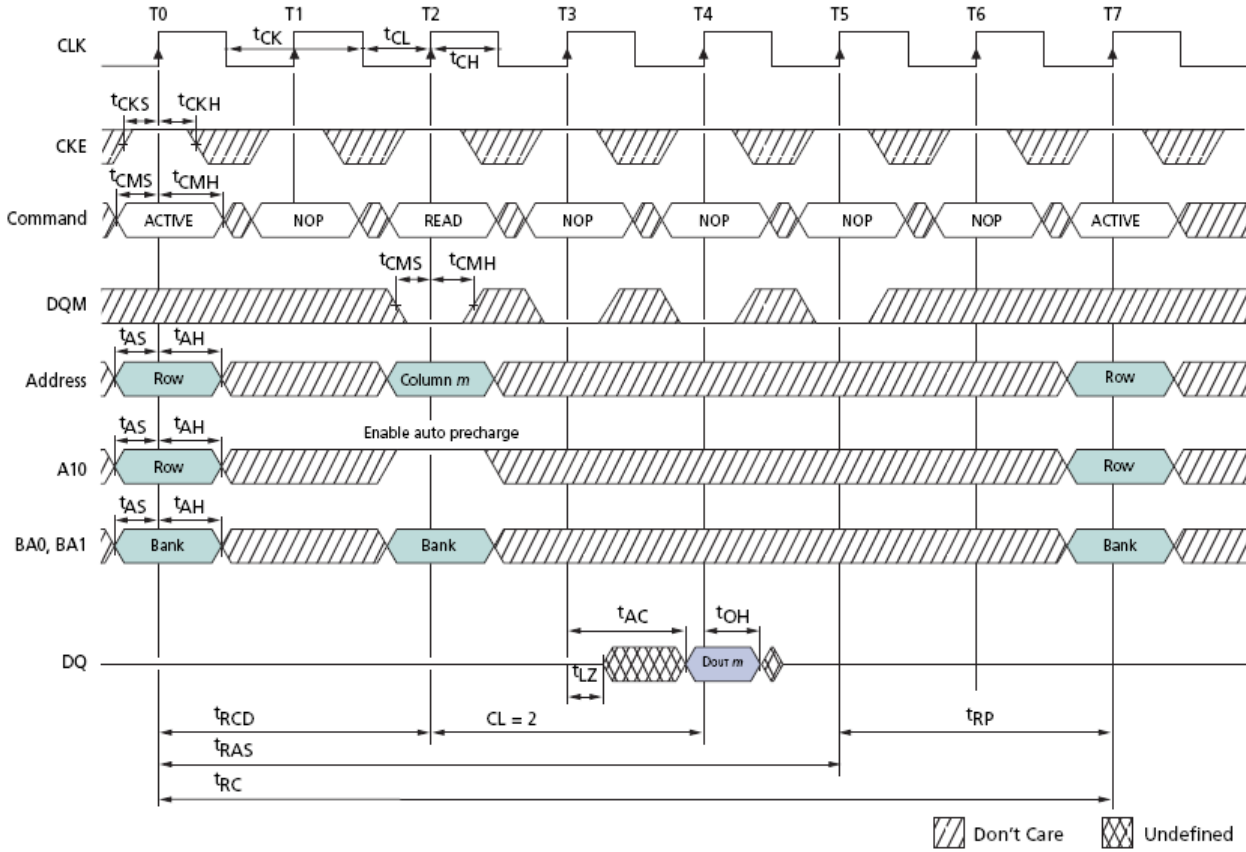 T0 T1 T2 T3 T4 T5 T6 T7
CLK tCK tCL tCH
tCKS tCKH
CKE
tCMS tCMH
Command ACTIVE NOP READ NOP NOP NOP NOP ACTIVE
tCMS tCMH
DQM
tAS tAH
Address Row Column m Row
tAS tAH Enable auto precharge
A10 Row Row
tAS tAH
BA0, BA1 Bank Bank Bank
tAC tOH
DQ DOUT m
tLZ
tRCD CL = 2 tRP
tRAS
tRC
Don't Care Undefined